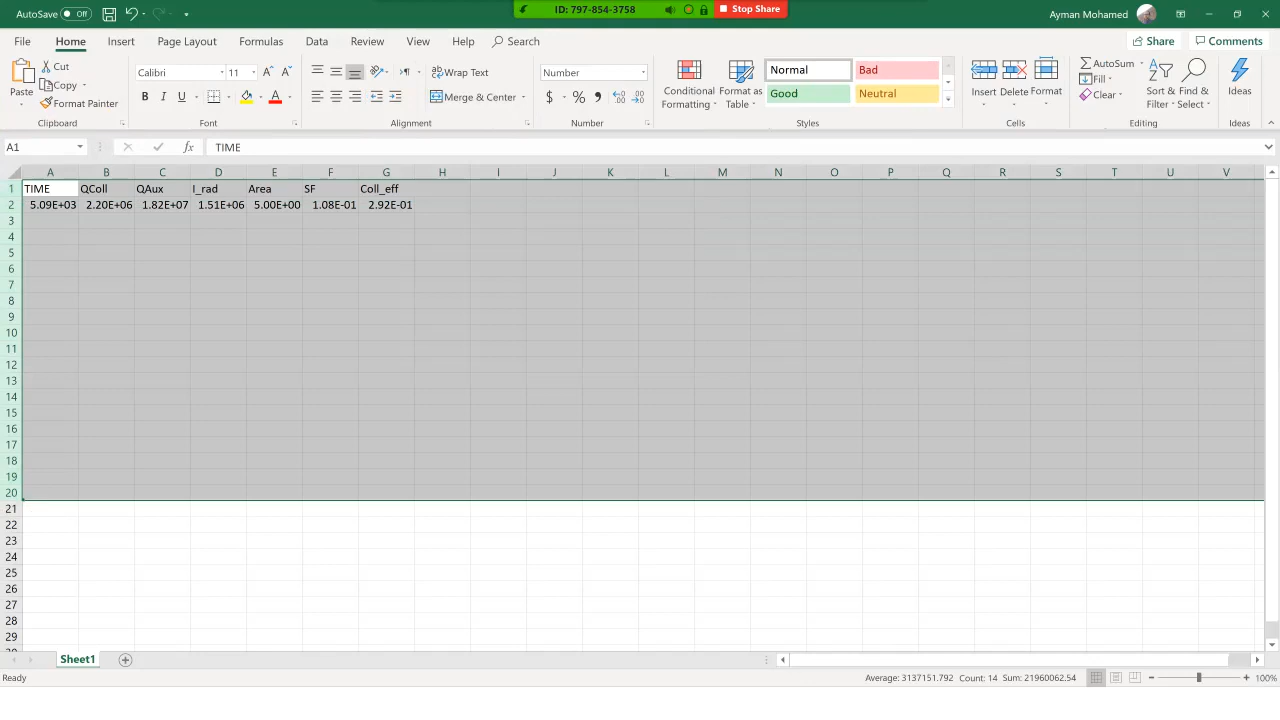 AutoSave Off
ID: 797-854-3758
Stop Share
Ayman Mohamed
File Home Insert Page Layout Formulas Data Review View Help Search
Share Comments
Paste
Cut
Copy
Format Painter
Clipboard
Calibri 11
B I U
Font
Wrap Text
Merge & Center
Alignment
Number
$ % ,
Number
Conditional Formatting
Format as Table
Normal Bad
Good Neutral
Styles
Insert Delete Format
Cells
AutoSum
Fill
Clear
Sort & Filter
Find & Select
Editing
Ideas
Ideas
A1 fx TIME
A B C D E F G H I J K L M N O P Q R S T U V
1 TIME QColl QAux I_rad Area SF Coll_eff
2 5.09E+03 2.20E+06 1.82E+07 1.51E+06 5.00E+00 1.08E-01 2.92E-01
3
4
5
6
7
8
9
10
11
12
13
14
15
16
17
18
19
20
21
22
23
24
25
26
27
28
29
Sheet1
Ready
Average: 3137151.792 Count: 14 Sum: 21960062.54
100%